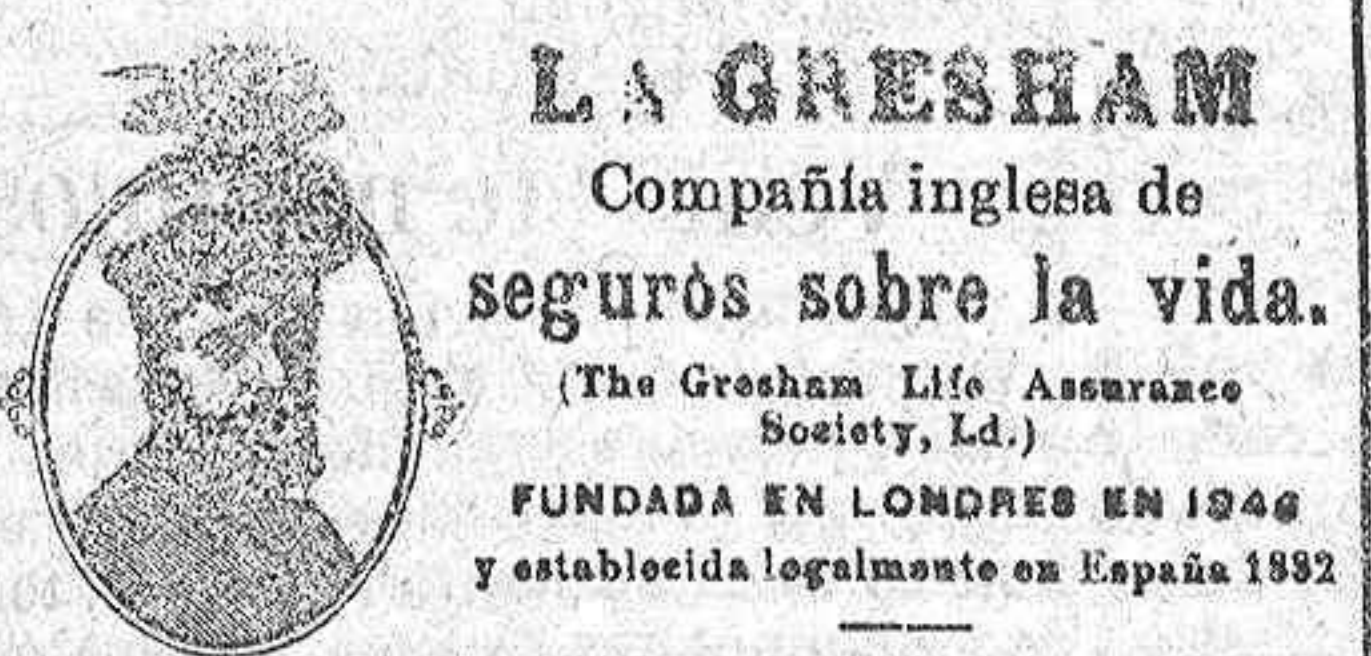 LA GRESHAM
Compañía inglesa de
seguros sobre la vida.
(The Gresham Life Assurance
Society, Ld.)
FUNDADA EN LONDRES EN
y establecida legalmente en España 1882